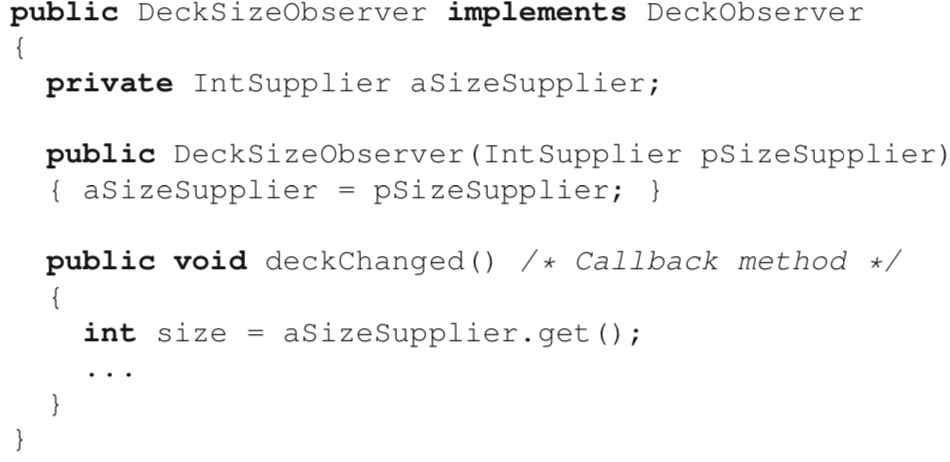 public DeckSizeObserver implements DeckObserver
{
  private IntSupplier aSizeSupplier;

  public DeckSizeObserver(IntSupplier pSizeSupplier)
  { aSizeSupplier = pSizeSupplier; }

  public void deckChanged() /* Callback method */
  {
    int size = aSizeSupplier.get();
    ...
  }
}